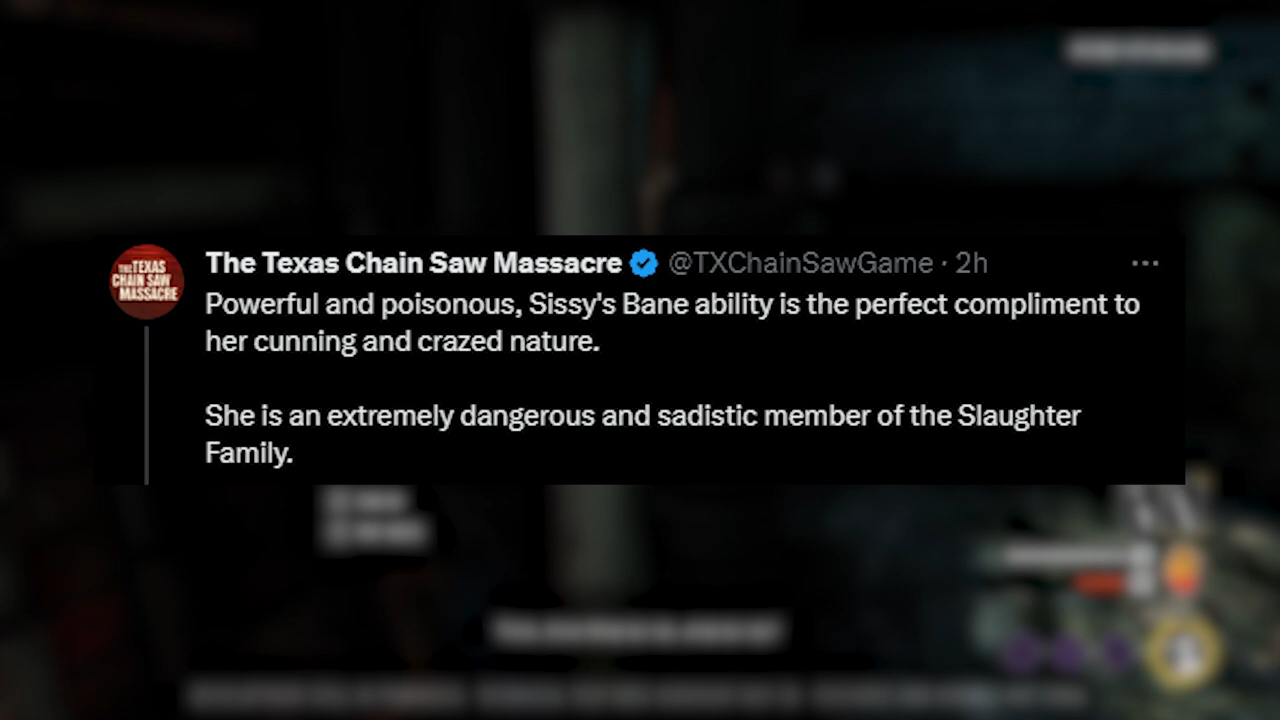 THE TEXAS
CHAIN SAW
MASSACRE
The Texas Chain Saw Massacre @TXChainSawGame · 2h
Powerful and poisonous, Sissy's Bane ability is the perfect compliment to
her cunning and crazed nature.
She is an extremely dangerous and sadistic member of the Slaughter
Family.